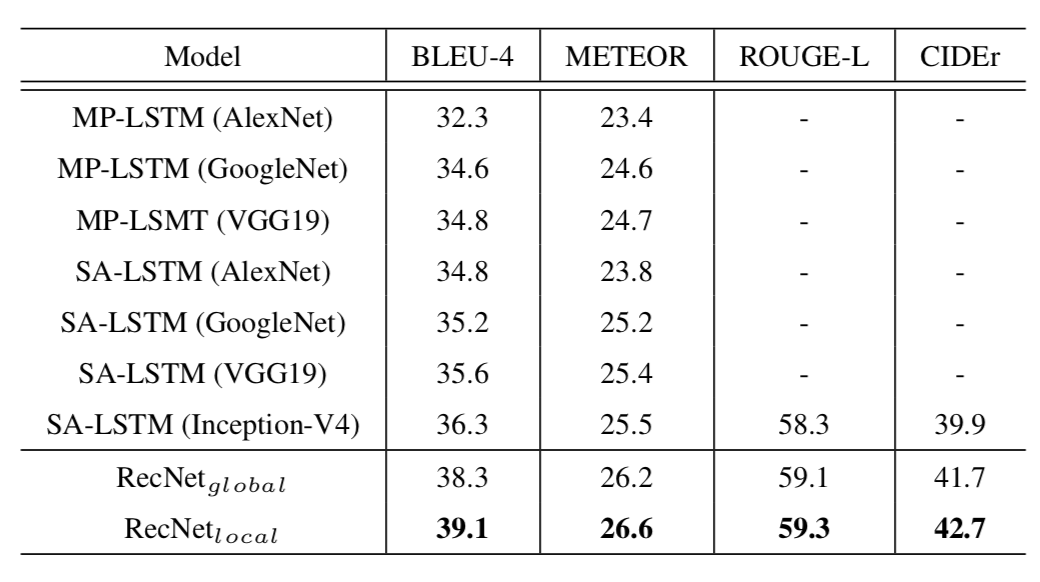 Model BLEU-4 METEOR ROUGE-L CIDEr
MP-LSTM (AlexNet) 32.3 23.4 - -
MP-LSTM (GoogleNet) 34.6 24.6 - -
MP-LSMT (VGG19) 34.8 24.7 - -
SA-LSTM (AlexNet) 34.8 23.8 - -
SA-LSTM (GoogleNet) 35.2 25.2 - -
SA-LSTM (VGG19) 35.6 25.4 - -
SA-LSTM (Inception-V4) 36.3 25.5 58.3 39.9
RecNetglobal 38.3 26.2 59.1 41.7
RecNetlocal 39.1 26.6 59.3 42.7